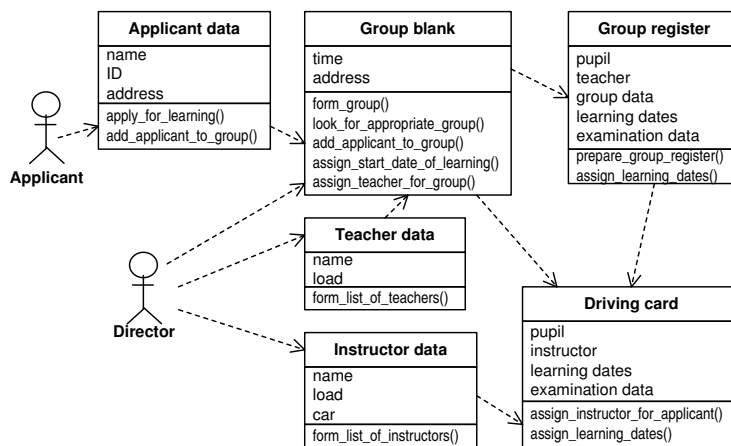 Applicant data
name
ID
address
apply_for_learning()
add_applicant_to_group()
Group blank
time
address
form_group()
look_for_appropriate_group()
add_applicant_to_group()
assign_start_date_of_learning()
assign_teacher_for_group()
Group register
pupil
teacher
group data
learning dates
examination data
prepare_group_register()
assign_learning_dates()
Applicant
Teacher data
name
load
form_list_of_teachers()
Director
Instructor data
name
load
car
form_list_of_instructors()
Driving card
pupil
instructor
learning dates
examination data
assign_instructor_for_applicant()
assign_learning_dates()